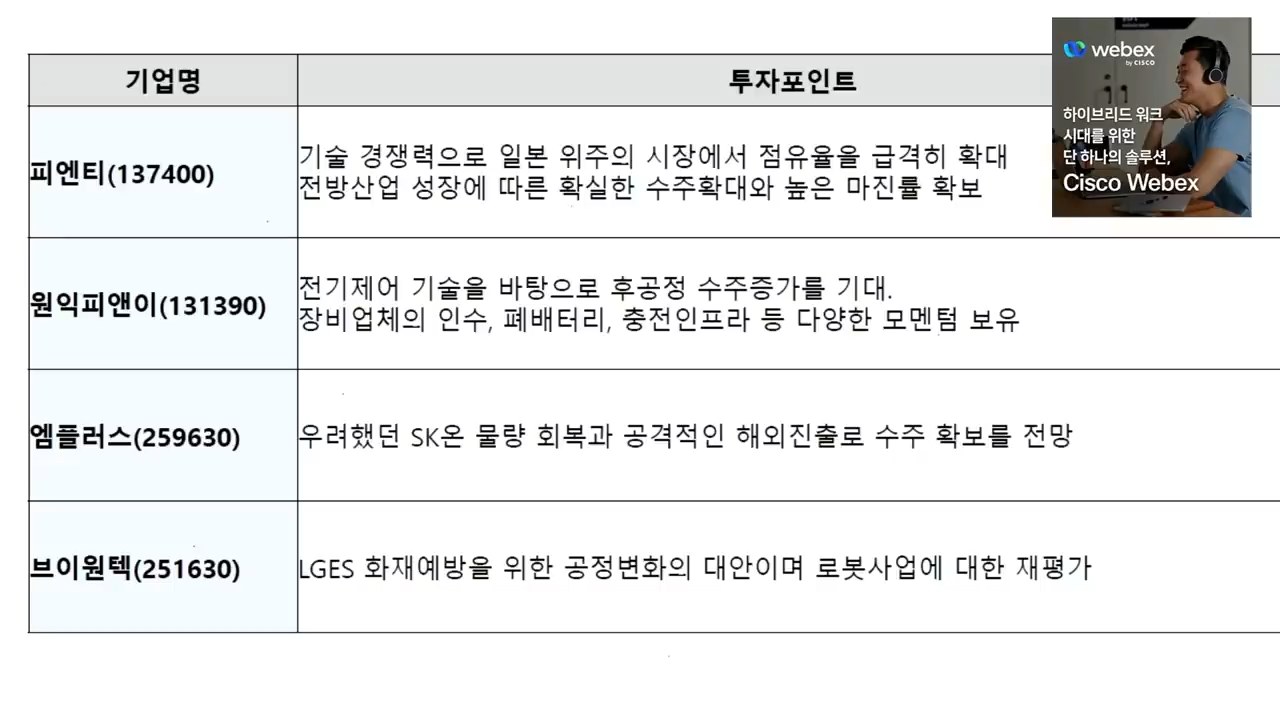 기업명
투자포인트
피엔티(137400)
기술 경쟁력으로 일본 위주의 시장에서 점유율을 급격히 확대
전방산업 성장에 따른 확실한 수주확대와 높은 마진률 확보
원익피앤이(131390)
전기제어 기술을 바탕으로 후공정 수주증가를 기대.
장비업체의 인수, 폐배터리, 충전인프라 등 다양한 모멘텀 보유
엠플러스(259630)
우려했던 SK온 물량 회복과 공격적인 해외진출로 수주 확보를 전망
브이원텍(251630)
LGES 화재예방을 위한 공정변화의 대안이며 로봇사업에 대한 재평가
webex
by CISCO
하이브리드 워크
시대를 위한
단 하나의 솔루션,
Cisco Webex